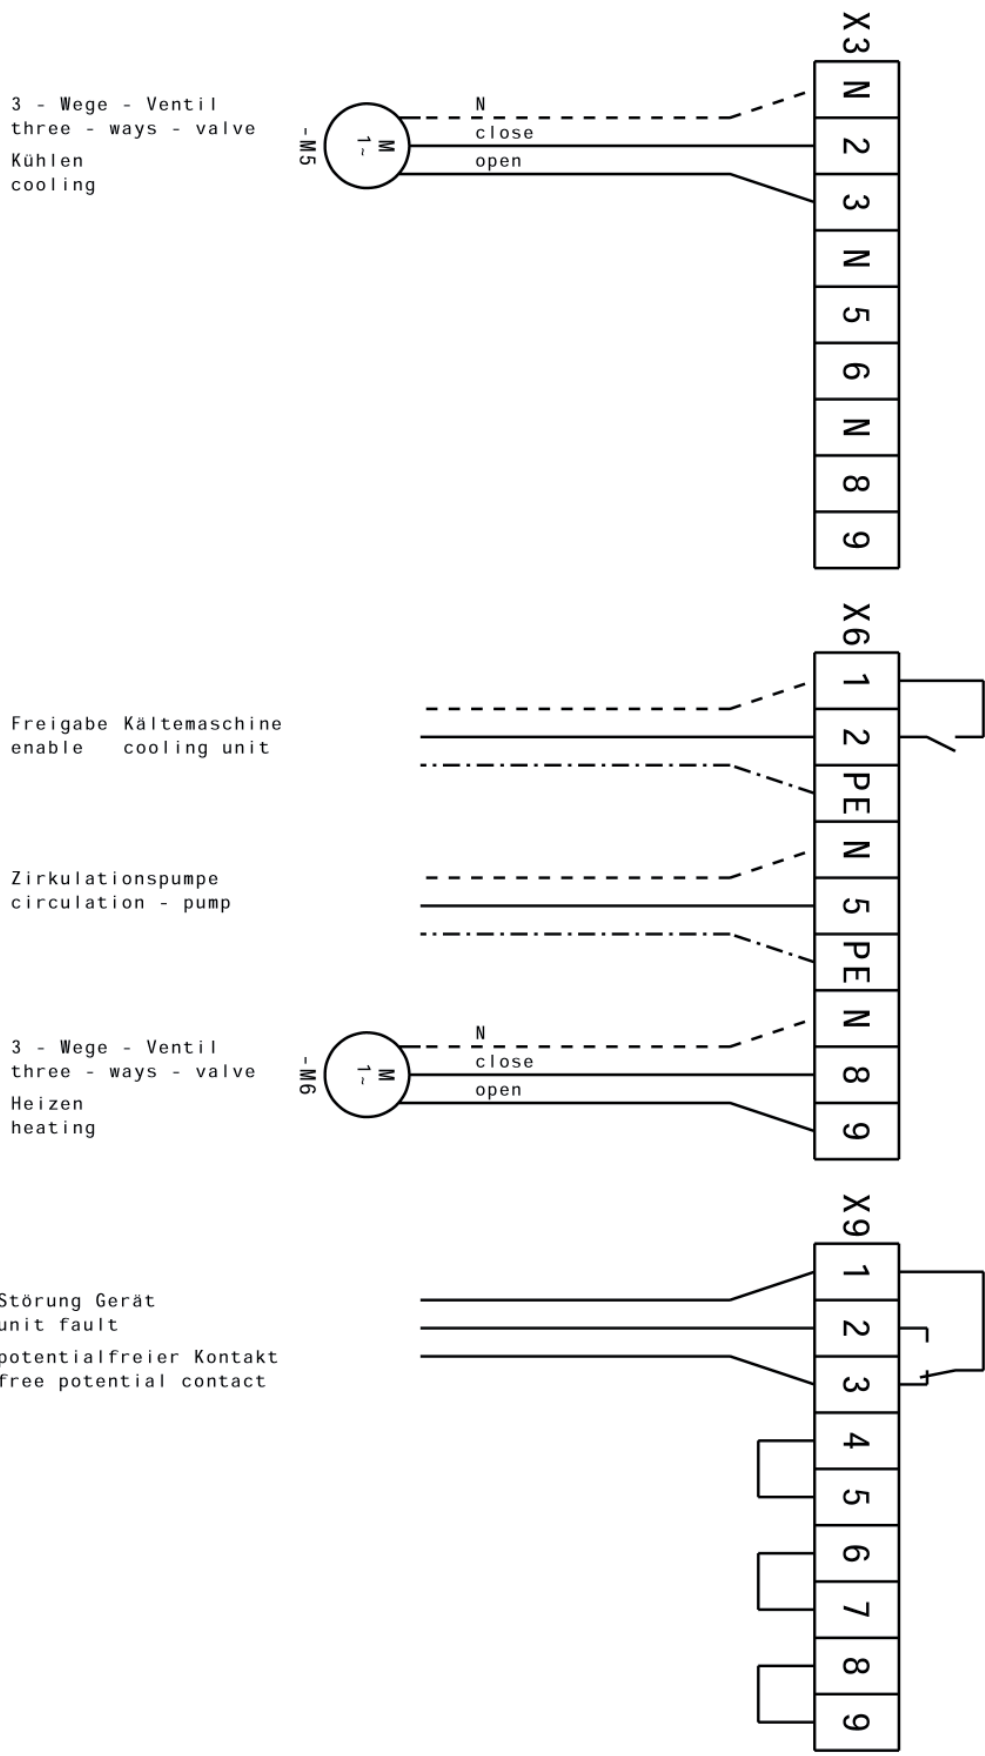 X3
3 - Wege - Ventil
three - ways - valve
Kühlen
cooling
-M5
M
1~
N
close
open
N
2
3
N
5
6
N
8
9
X6
Freigabe Kältemaschine
enable cooling unit
Zirkulationspumpe
circulation - pump
3 - Wege - Ventil
three - ways - valve
Heizen
heating
-M6
M
1~
N
close
open
1
2
PE
N
5
PE
N
8
9
X9
Störung Gerät
unit fault
potentialfreier Kontakt
free potential contact
1
2
3
4
5
6
7
8
9